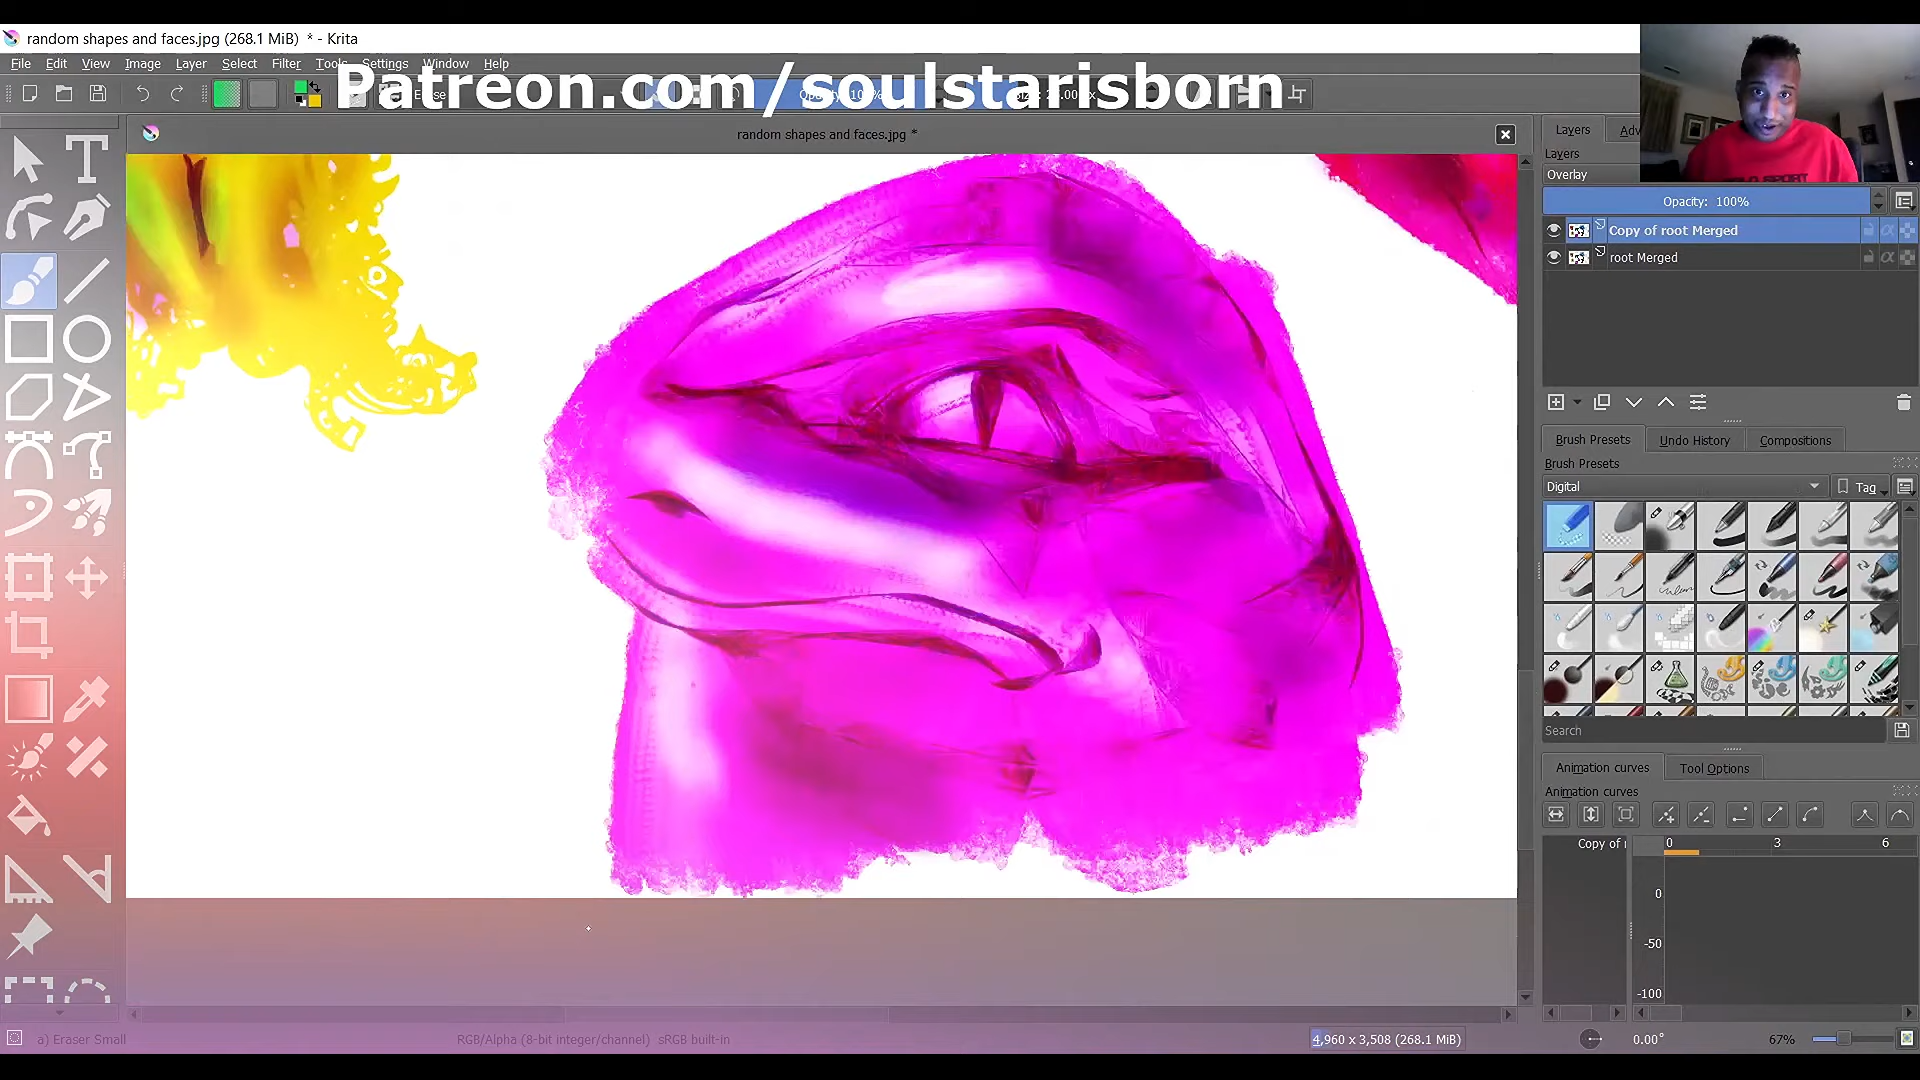 random shapes and faces.jpg (268.1 MiB) * - Krita
File Edit View Image Layer Select Filter Tools Settings Window Help
Patreon.com/soulstarisborn
random shapes and faces.jpg *
Layers
Layers
Overlay
Opacity: 100%
Copy of root Merged
root Merged
Brush Presets Undo History Compositions
Brush Presets
Digital Tag
Search
Animation curves Tool Options
Animation curves
Copy of
0 3 6
0
-50
-100
a) Eraser Small
RGB/Alpha (8-bit integer/channel) sRGB built-in
4,960 x 3,508 (268.1 MiB)
0.00°
67%